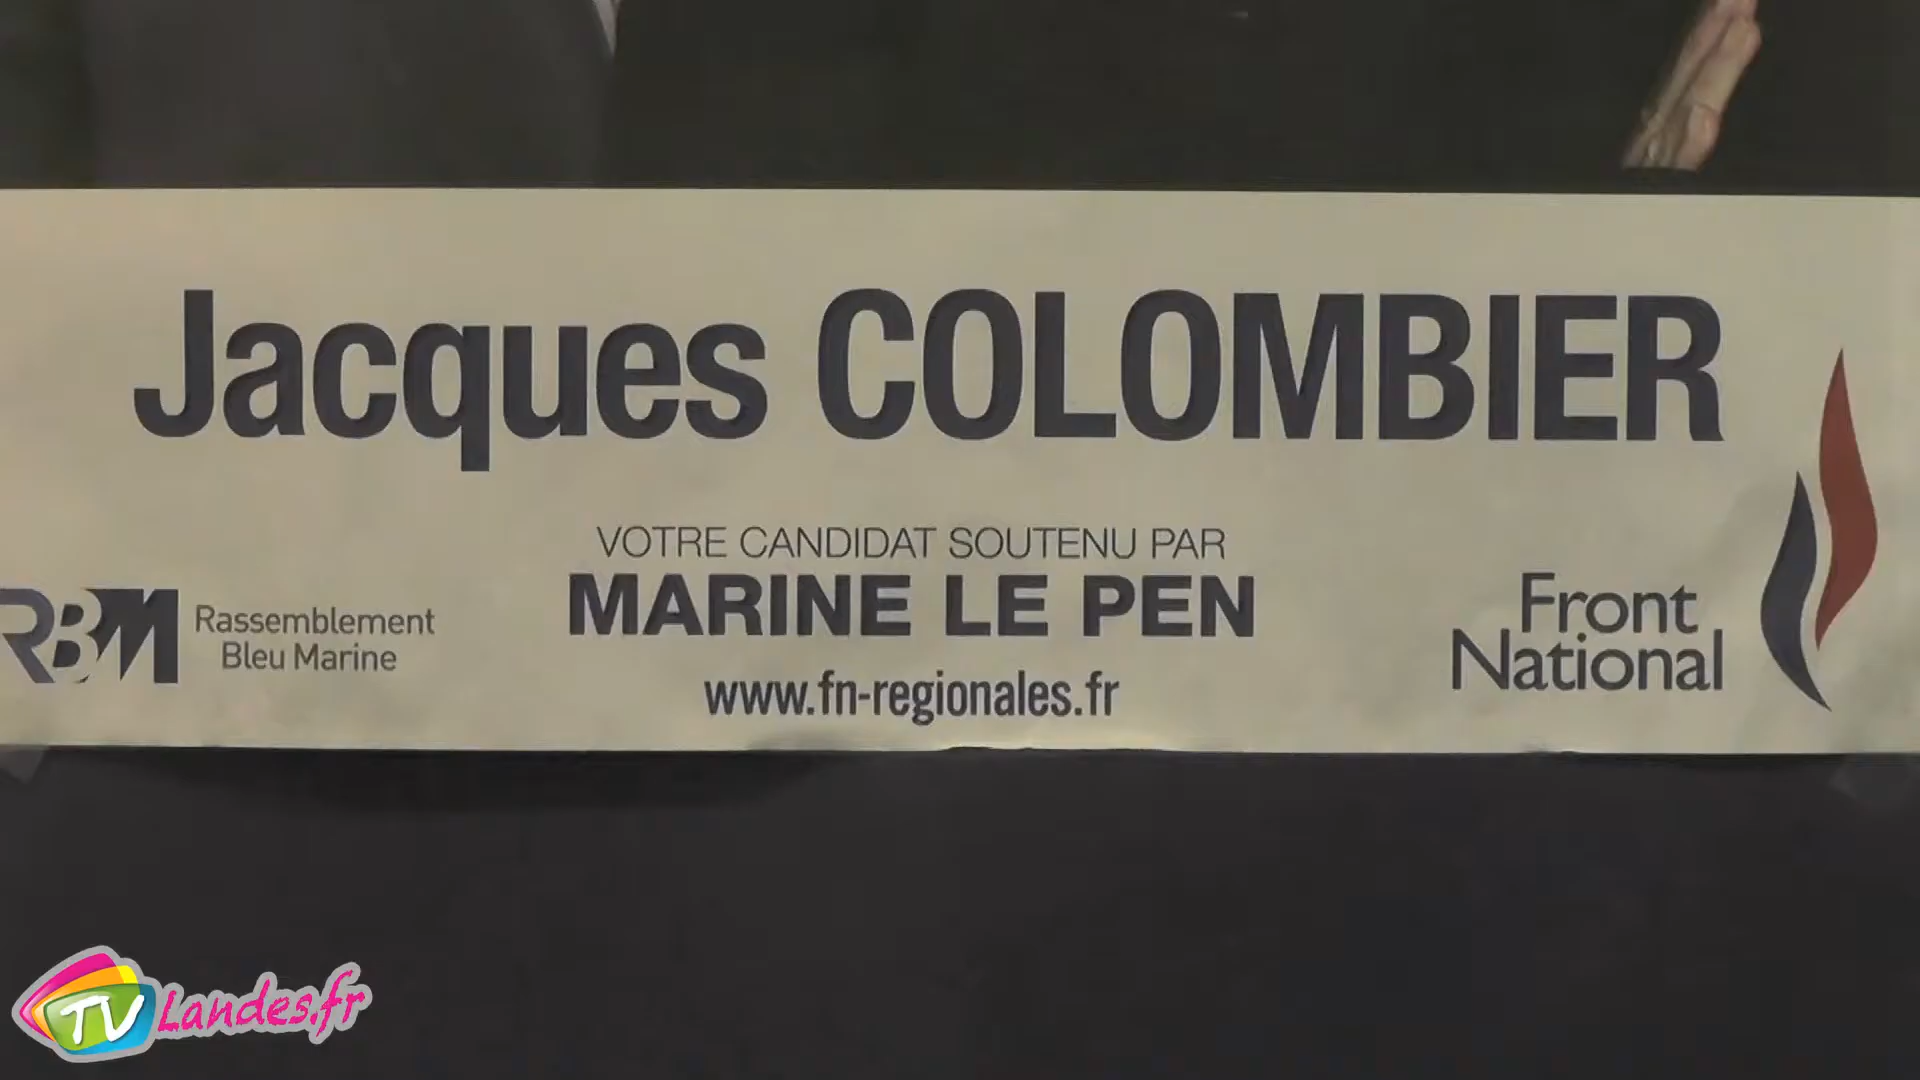 Jacques COLOMBIER
VOTRE CANDIDAT SOUTENU PAR
MARINE LE PEN
www.fn-regionales.fr
RBM
Rassemblement
Bleu Marine
Front
National
TV Landes.fr